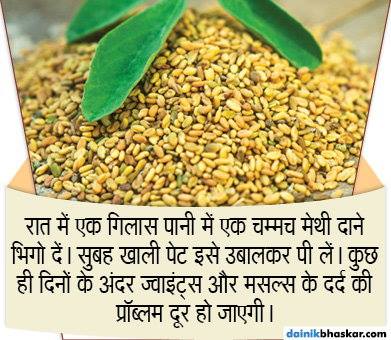 रात में एक गिलास पानी में एक चम्मच मेथी दाने
भिगो दें। सुबह खाली पेट इसे उबालकर पी लें। कुछ
ही दिनों के अंदर ज्वाइंट्स और मसल्स के दर्द की
प्रॉब्लम दूर हो जाएगी।
dainikbhaskar.com